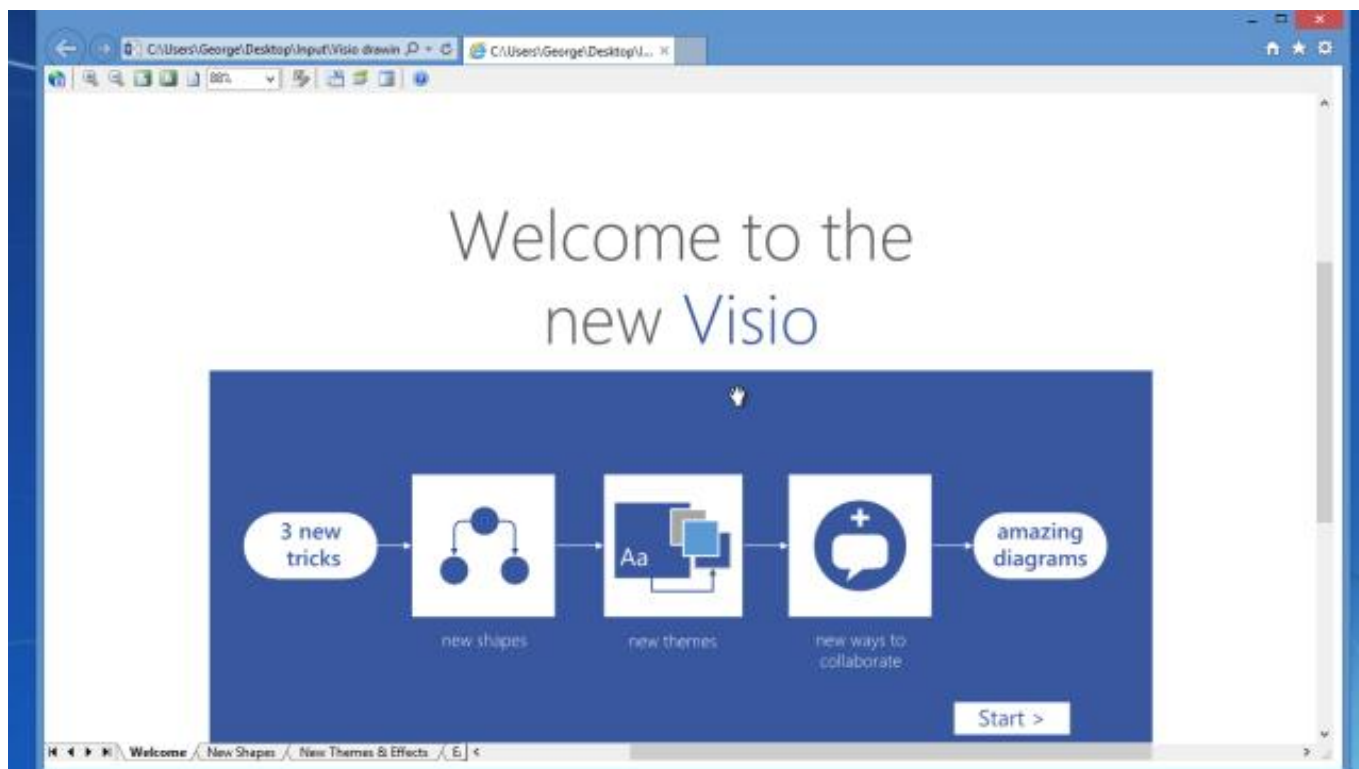 C:\Users\George\Desktop\Input\Visio drawin
C:\Users\George\Desktop\I...
88%
Welcome to the
new Visio
3 new
tricks
Aa
amazing
diagrams
new shapes
new themes
new ways to
collaborate
Start >
Welcome
New Shapes
New Themes & Effects